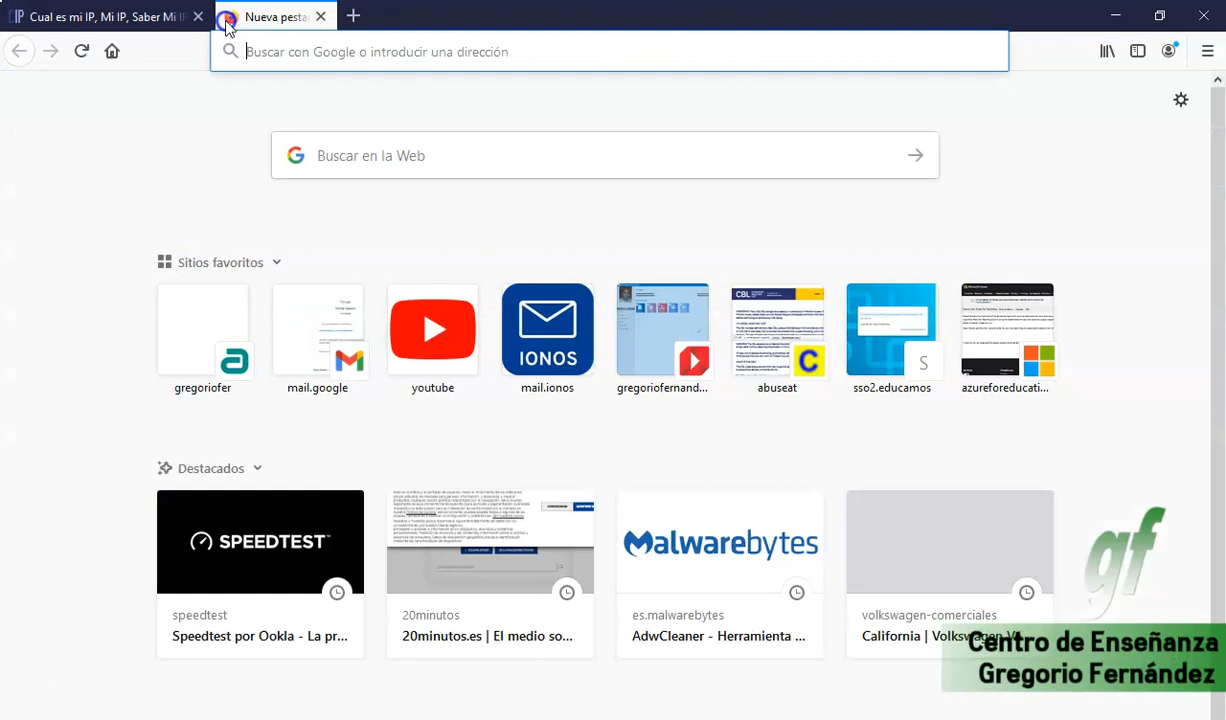 Cual es mi IP, Mi IP, Saber Mi IP
Nueva pesta
Buscar con Google o introducir una dirección
Buscar en la Web
Sitios favoritos
gregoriofer
mail.google
youtube
IONOS
mail.ionos
gregoriofernand...
CBL
abuseat
S
sso2.educamos
azureforeducati...
Destacados
SPEEDTEST
Malwarebytes
speedtest
Speedtest por Ookla - La pr...
20minutos
20minutos.es | El medio so...
es.malwarebytes
AdwCleaner - Herramienta ...
volkswagen-comerciales
California | Volkswagen
gf
Centro de Enseñanza
Gregorio Fernández